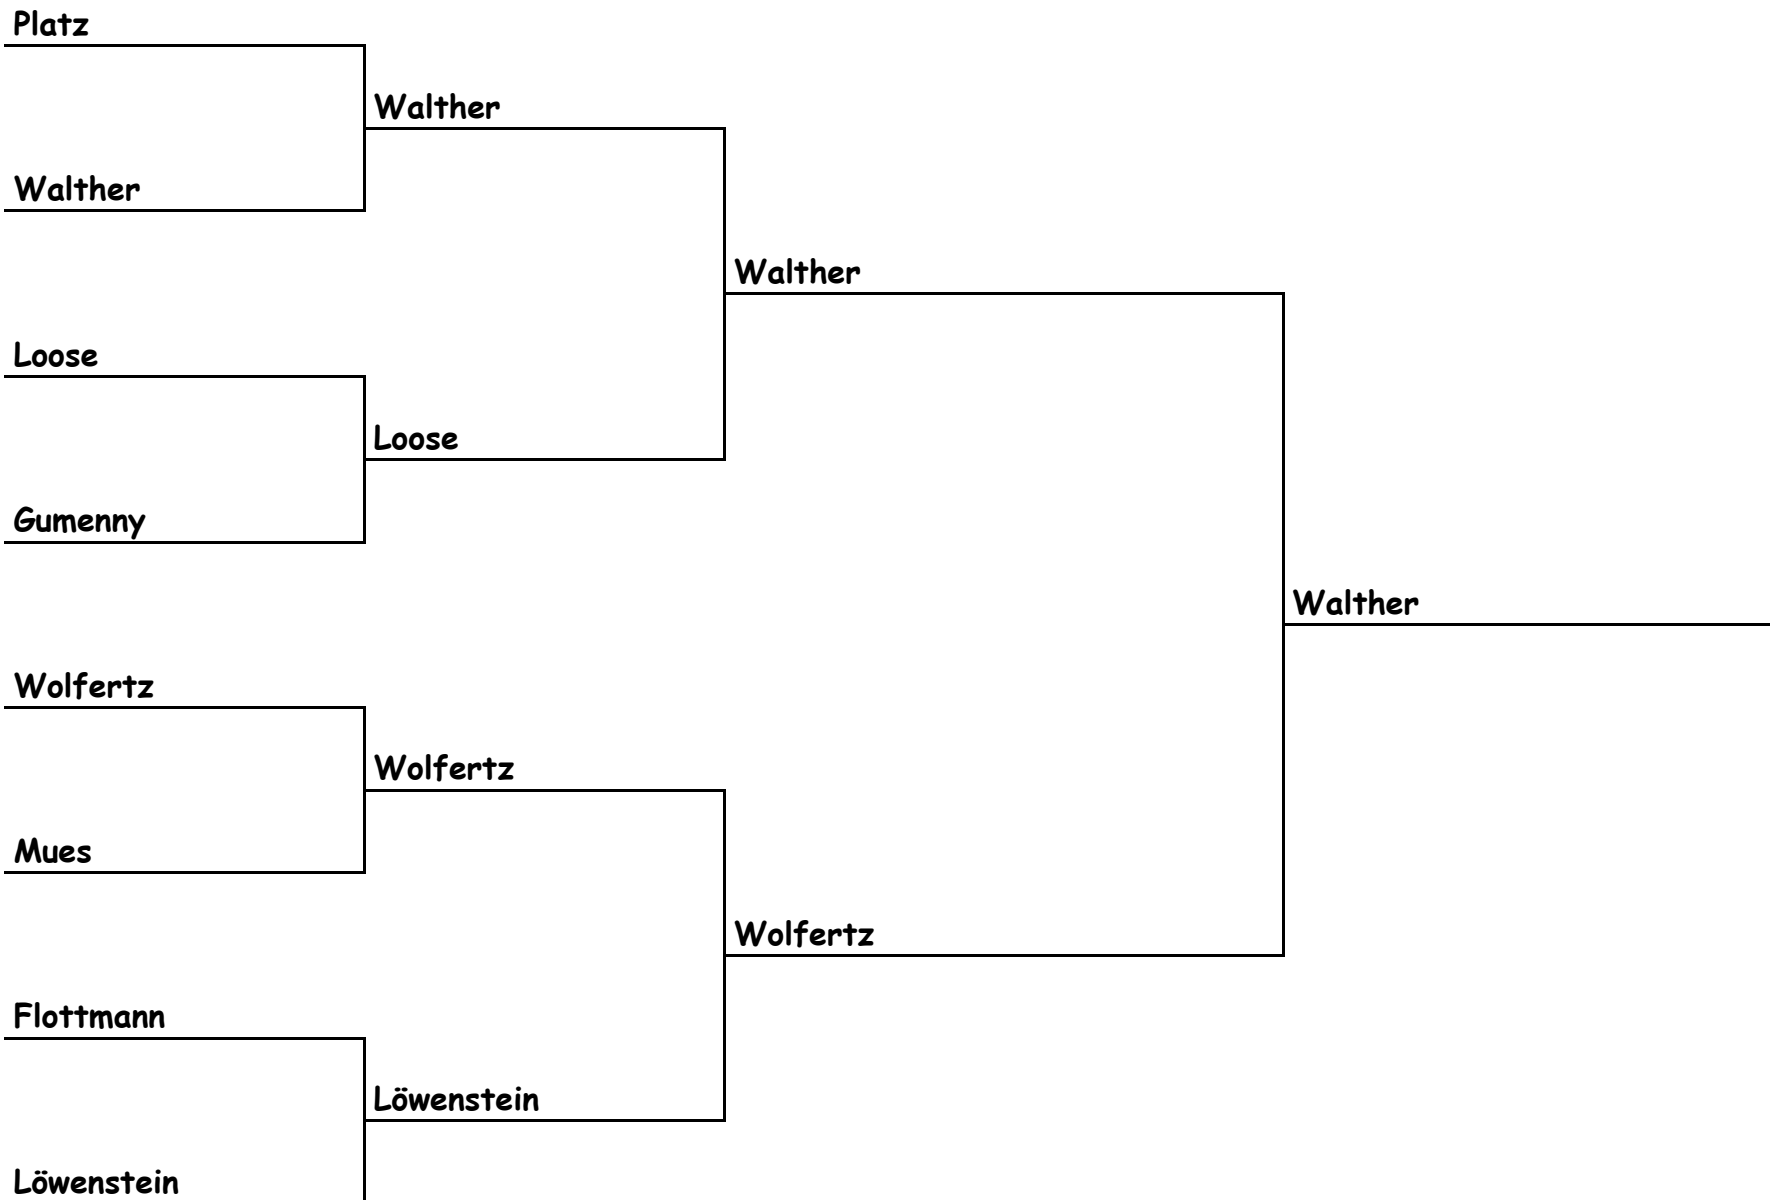 Platz
Walther
Walther
Walther
Loose
Loose
Gumenny
Walther
Wolfertz
Wolfertz
Mues
Wolfertz
Flottmann
Löwenstein
Löwenstein